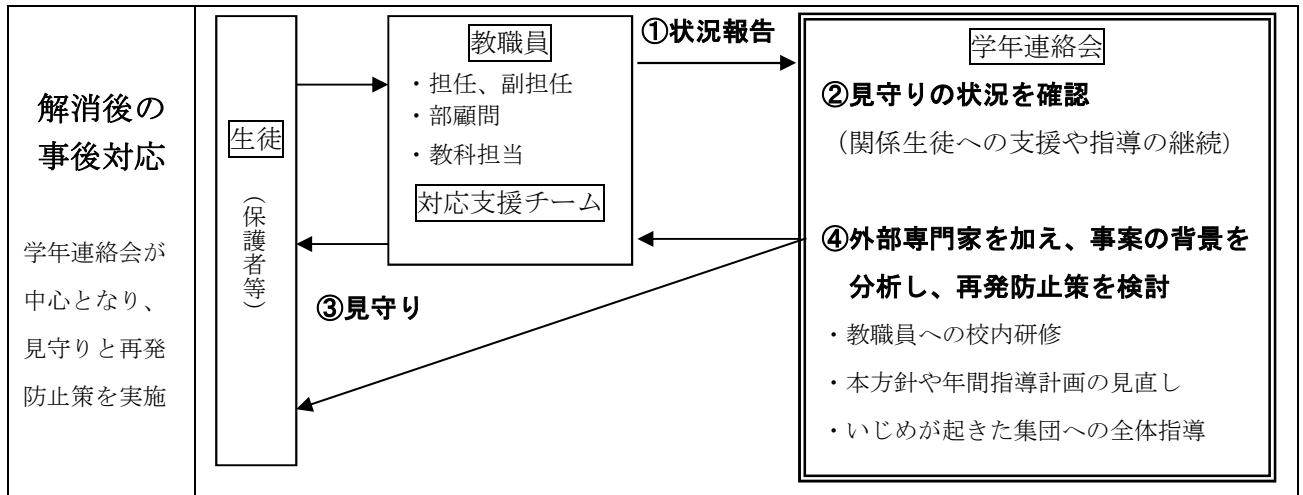 解消後の
事後対応
学年連絡会が
中心となり、
見守りと再発
防止策を実施
生徒
（保護者等）
教職員
・担任、副担任
・部顧問
・教科担当
対応支援チーム
①状況報告
③見守り
学年連絡会
②見守りの状況を確認
（関係生徒への支援や指導の継続）
④外部専門家を加え、事案の背景を
分析し、再発防止策を検討
・教職員への校内研修
・本方針や年間指導計画の見直し
・いじめが起きた集団への全体指導